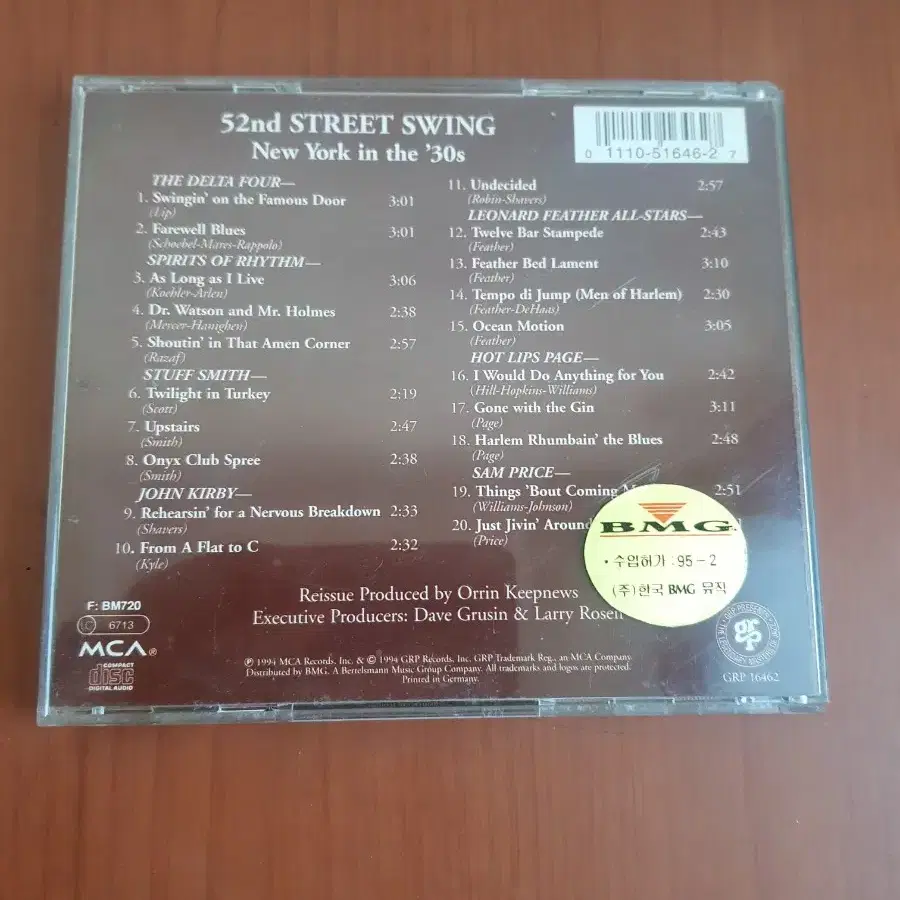 52nd STREET SWING
New York in the '30s
0 1110-51646-2 7
THE DELTA FOUR—
1. Swingin' on the Famous Door 3:01
(Lip)
2. Farewell Blues 3:01
(Schoebel-Mares-Rappolo)
SPIRITS OF RHYTHM—
3. As Long as I Live 3:06
(Koehler-Arlen)
4. Dr. Watson and Mr. Holmes 2:38
(Mercer-Hanighen)
5. Shoutin' in That Amen Corner 2:57
(Razaf)
STUFF SMITH—
6. Twilight in Turkey 2:19
(Scott)
7. Upstairs 2:47
(Smith)
8. Onyx Club Spree 2:38
(Smith)
JOHN KIRBY—
9. Rehearsin' for a Nervous Breakdown 2:33
(Shavers)
10. From A Flat to C 2:32
(Kyle)
11. Undecided 2:57
(Robin-Shavers)
LEONARD FEATHER ALL-STARS—
12. Twelve Bar Stampede 2:43
(Feather)
13. Feather Bed Lament 3:10
(Feather)
14. Tempo di Jump (Men of Harlem) 2:30
(Feather-DeHaas)
15. Ocean Motion 3:05
(Feather)
HOT LIPS PAGE—
16. I Would Do Anything for You 2:42
(Hill-Hopkins-Williams)
17. Gone with the Gin 3:11
(Page)
18. Harlem Rhumbain' the Blues 2:48
(Page)
SAM PRICE—
19. Things 'Bout Coming 2:51
(Williams-Johnson)
20. Just Jivin' Around
(Price)
BMG
• 수입허가 : 95-2
(주)한국 BMG 뮤직
Reissue Produced by Orrin Keepnews
Executive Producers: Dave Grusin & Larry Rosen
F: BM720
LC 6713
MCA®
COMPACT
disc
DIGITAL AUDIO
℗ 1994 MCA Records, Inc. & © 1994 GRP Records, Inc. GRP Trademark Reg., an MCA Company.
Distributed by BMG. A Bertelsmann Music Group Company. All trademarks and logos are protected.
Printed in Germany.
grp
GRP 16462